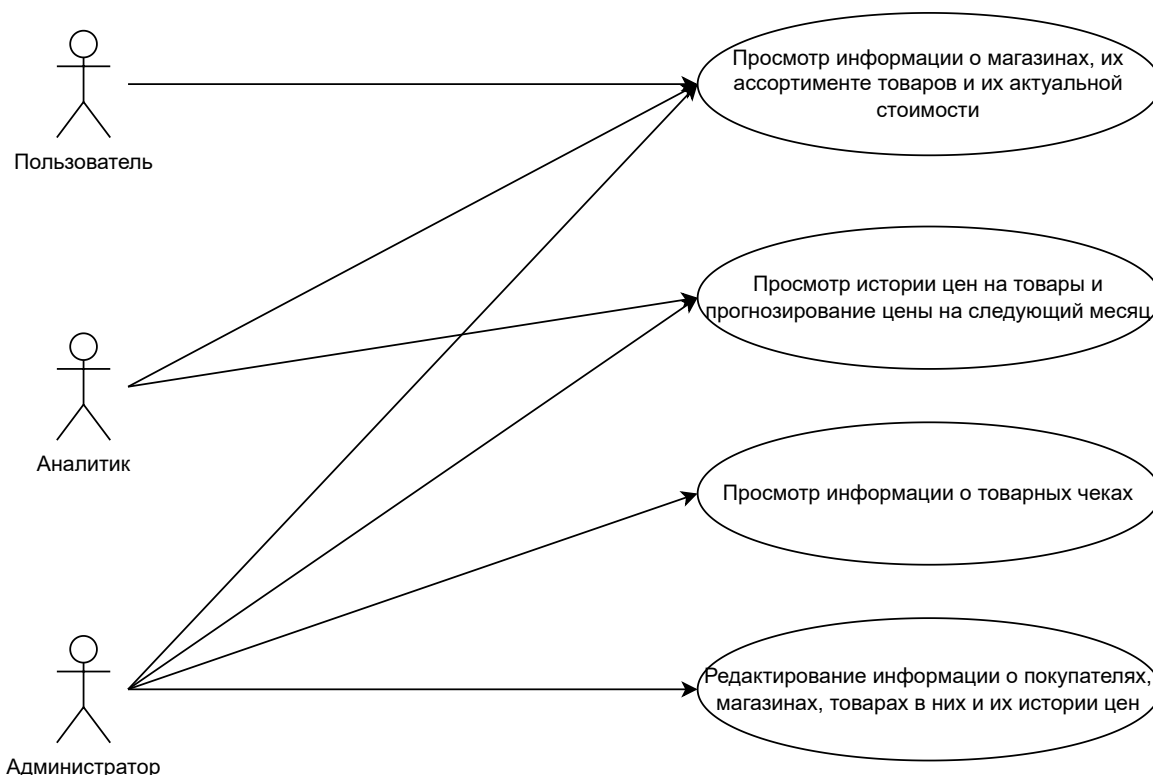 Просмотр информации о магазинах, их
ассортименте товаров и их актуальной
стоимости
Пользователь
Просмотр истории цен на товары и
прогнозирование цены на следующий месяц
Аналитик
Просмотр информации о товарных чеках
Редактирование информации о покупателях,
магазинах, товарах в них и их истории цен
Администратор